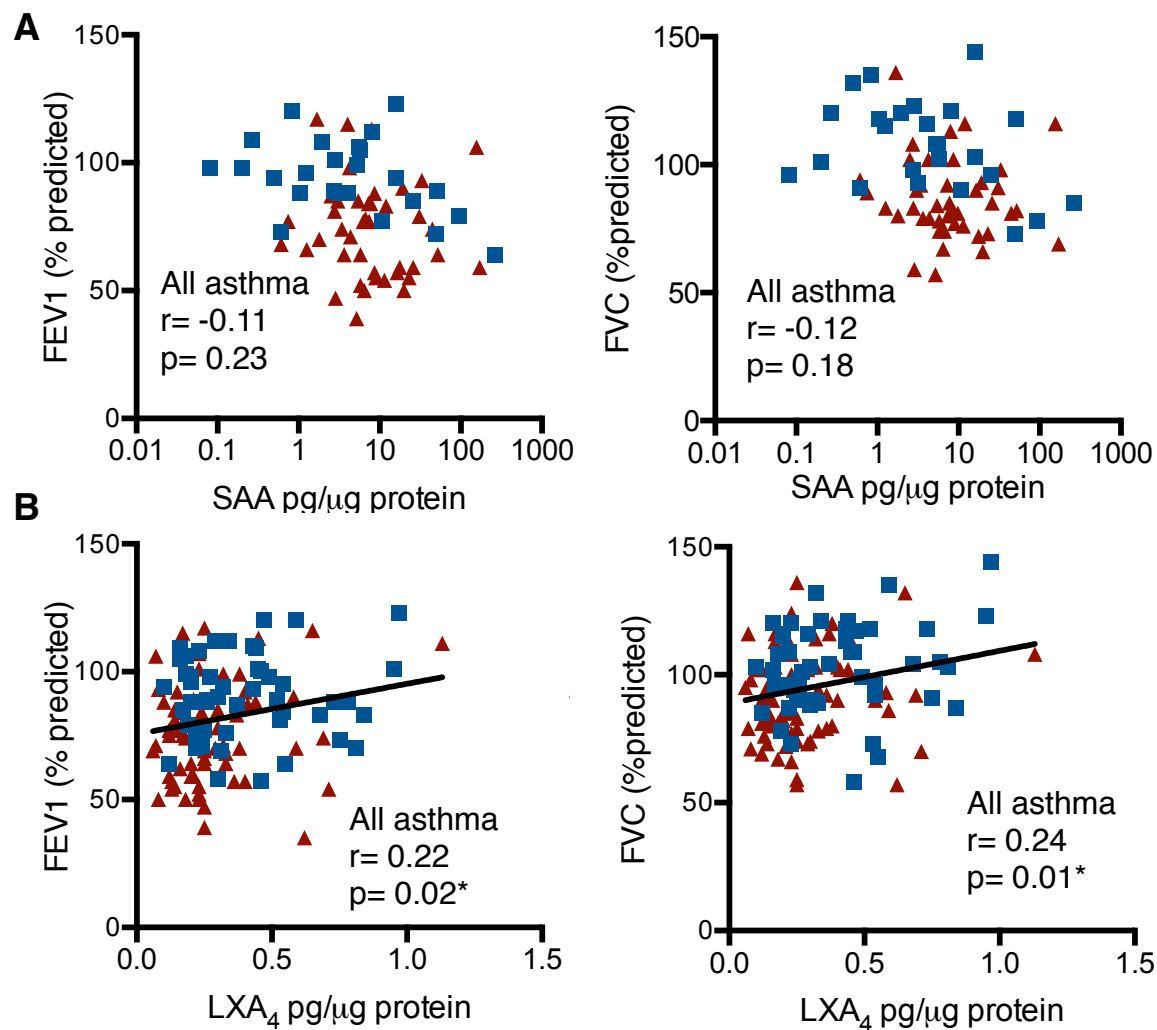 A
FEV1 (% predicted)
150
100
50
0
All asthma
r= -0.11
p= 0.23
0.01 0.1 1 10 100 1000
SAA pg/μg protein
FVC (%predicted)
150
100
50
0
All asthma
r= -0.12
p= 0.18
0.01 0.1 1 10 100 1000
SAA pg/μg protein
B
FEV1 (% predicted)
150
100
50
0
All asthma
r= 0.22
p= 0.02*
0.0 0.5 1.0 1.5
LXA₄ pg/μg protein
FVC (%predicted)
150
100
50
0
All asthma
r= 0.24
p= 0.01*
0.0 0.5 1.0 1.5
LXA₄ pg/μg protein